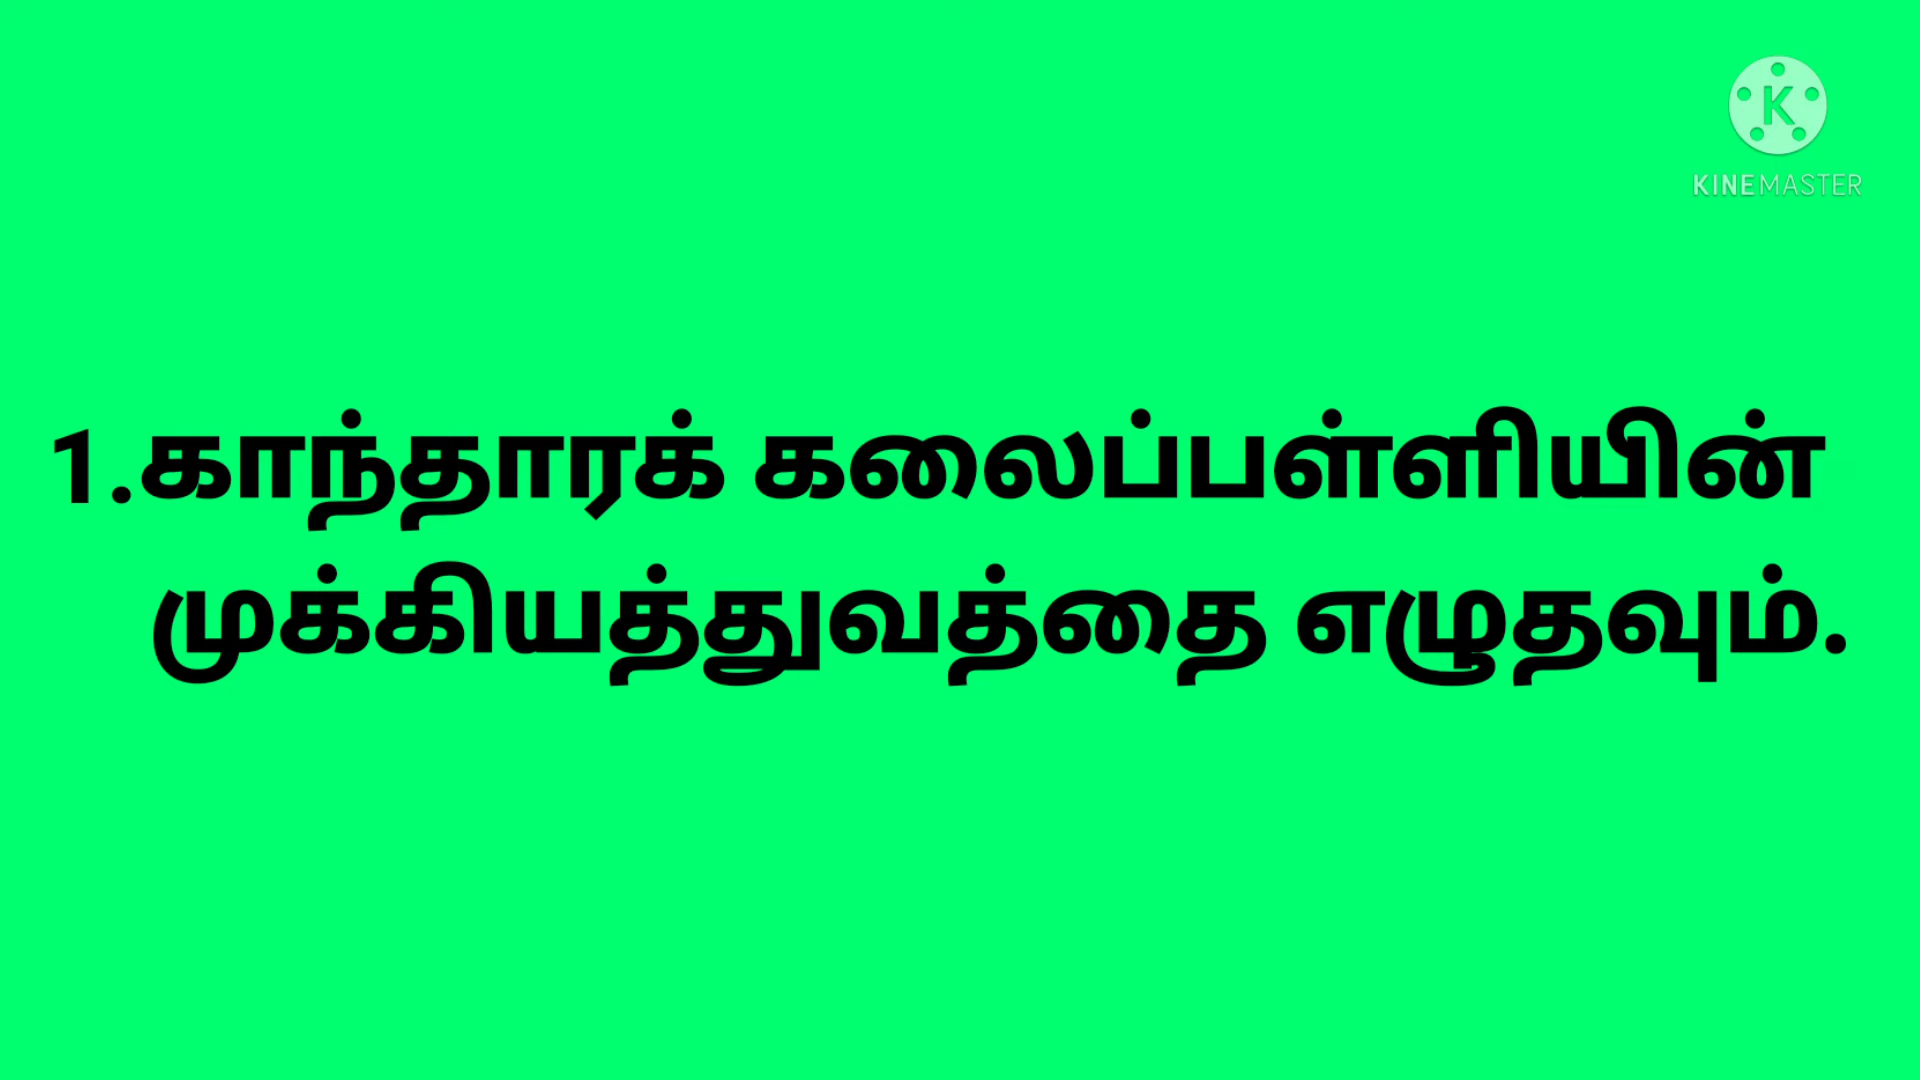 K
KINEMASTER
1.காந்தாரக் கலைப்பள்ளியின்
முக்கியத்துவத்தை எழுதவும்.